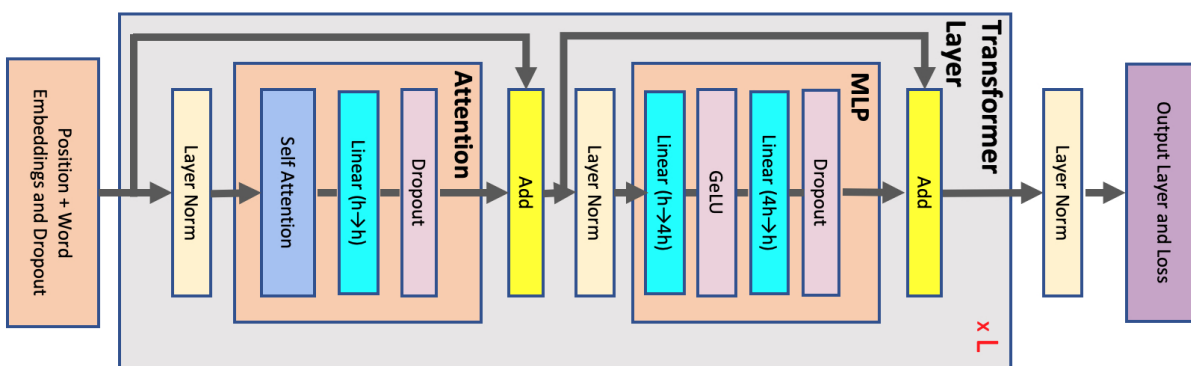 Position + Word
Embeddings and Dropout
Layer Norm
Attention
Self Attention
Linear (h→h)
Dropout
Add
Layer Norm
MLP
Linear (h→4h)
GeLU
Linear (4h→h)
Dropout
Add
Transformer
Layer
x L
Layer Norm
Output Layer and Loss